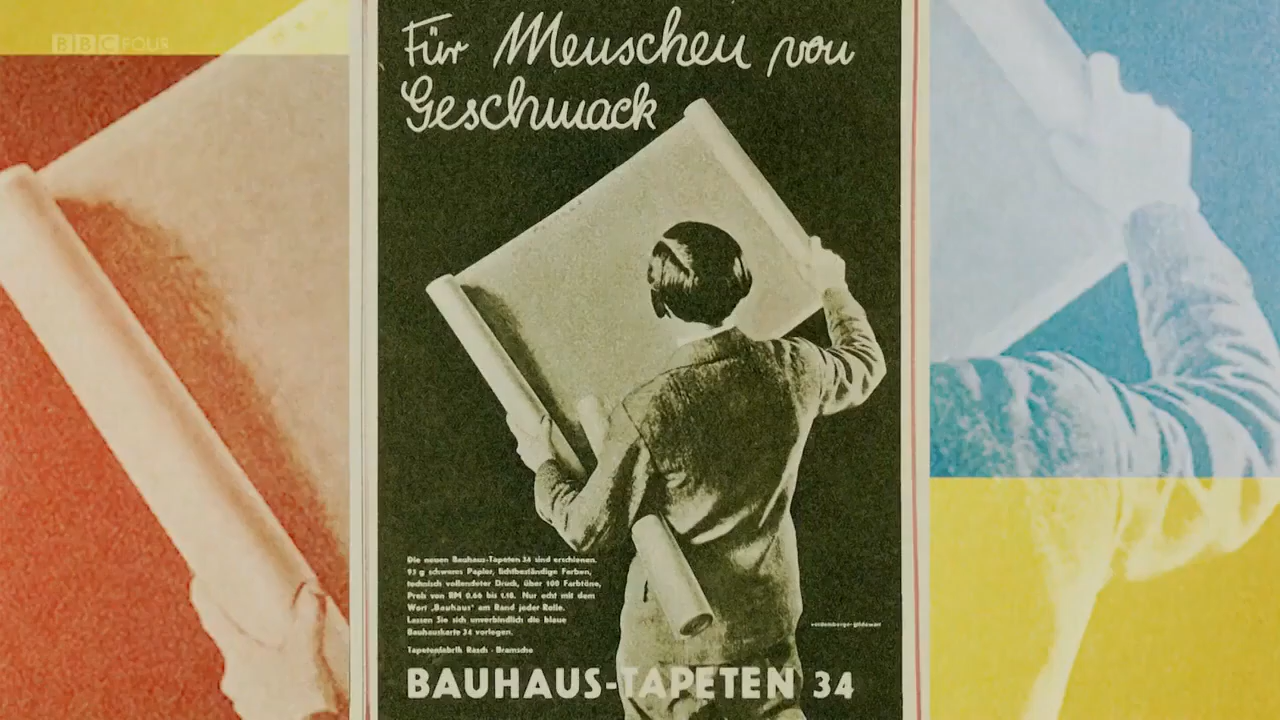 BBC FOUR
Für Menschen von
Geschmack
Die neuen Bauhaus-Tapeten 34 sind erschienen.
95 g schweres Papier, lichtbeständige Farben,
technisch vollendeter Druck, über 100 Farbtöne,
Preis von RM 0.66 bis 1.18. Nur echt mit dem
Wort „Bauhaus" am Rand jeder Rolle.
Lassen Sie sich unverbindlich die blaue
Bauhauskarte 34 vorlegen.
Tapetenfabrik Rasch · Bramsche
vordemberge-gildewart
BAUHAUS-TAPETEN 34